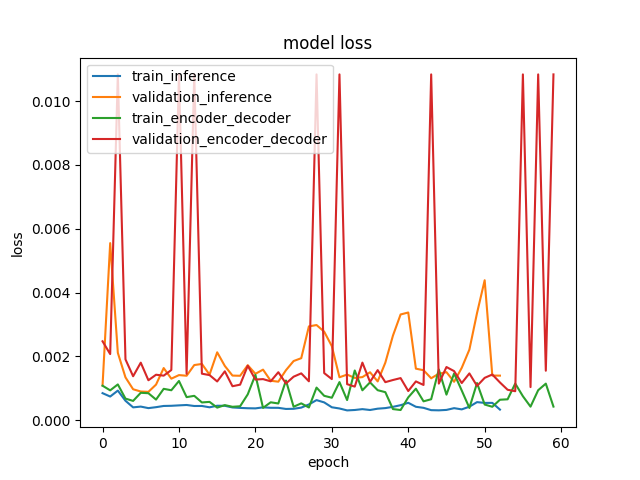 model loss
train_inference
validation_inference
train_encoder_decoder
validation_encoder_decoder
0.010
0.008
0.006
0.004
0.002
0.000
loss
0 10 20 30 40 50 60
epoch